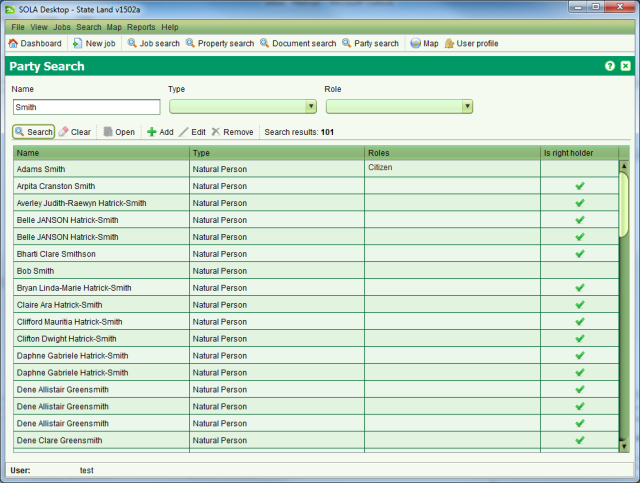 SOLA Desktop - State Land v1502a
File View Jobs Search Map Reports Help
Dashboard New job Job search Property search Document search Party search Map User profile
Party Search
Name Type Role
Smith
Search Clear Open Add Edit Remove Search results: 101
Name Type Roles Is right holder
Adams Smith Natural Person Citizen
Arpita Cranston Smith Natural Person
Averley Judith-Raewyn Hatrick-Smith Natural Person
Belle JANSON Hatrick-Smith Natural Person
Belle JANSON Hatrick-Smith Natural Person
Bharti Clare Smithson Natural Person
Bob Smith Natural Person
Bryan Linda-Marie Hatrick-Smith Natural Person
Claire Ara Hatrick-Smith Natural Person
Clifford Mauritia Hatrick-Smith Natural Person
Clifton Dwight Hatrick-Smith Natural Person
Daphne Gabriele Hatrick-Smith Natural Person
Daphne Gabriele Hatrick-Smith Natural Person
Dene Allistair Greensmith Natural Person
Dene Allistair Greensmith Natural Person
Dene Allistair Greensmith Natural Person
Dene Clare Greensmith Natural Person
User: test